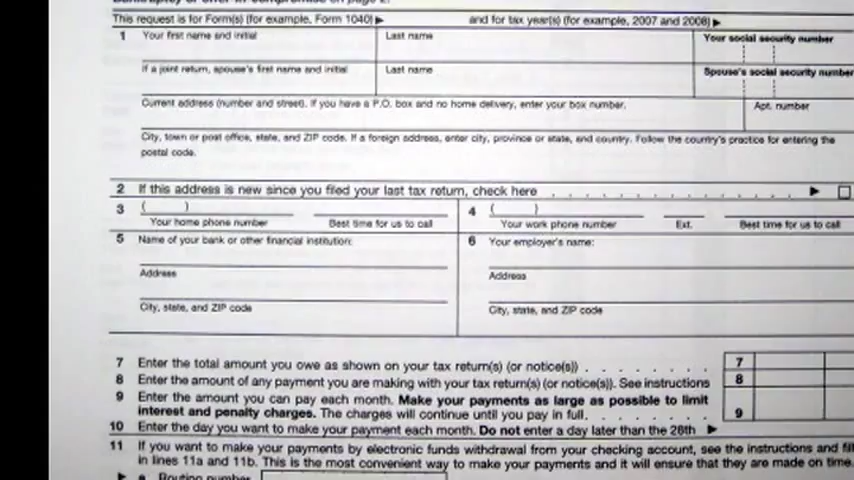 This request is for Form(s) (for example, Form 1040) ▶ and for tax year(s) (for example, 2007 and 2008) ▶
1 Your first name and initial Last name Your social security number
If a joint return, spouse's first name and initial Last name Spouse's social security number
Current address (number and street). If you have a P.O. box and no home delivery, enter your box number. Apt. number
City, town or post office, state, and ZIP code. If a foreign address, enter city, province or state, and country. Follow the country's practice for entering the
postal code.
2 If this address is new since you filed your last tax return, check here . . . . . . . . . . . . . . ▶
3 ( ) 4 ( )
Your home phone number Best time for us to call Your work phone number Ext. Best time for us to call
5 Name of your bank or other financial institution: 6 Your employer's name:
Address Address
City, state, and ZIP code City, state, and ZIP code
7 Enter the total amount you owe as shown on your tax return(s) (or notice(s)) . . . . . . . 7
8 Enter the amount of any payment you are making with your tax return(s) (or notice(s)). See instructions 8
9 Enter the amount you can pay each month. Make your payments as large as possible to limit
interest and penalty charges. The charges will continue until you pay in full. . . . . . . . 9
10 Enter the day you want to make your payment each month. Do not enter a day later than the 28th ▶
11 If you want to make your payments by electronic funds withdrawal from your checking account, see the instructions and fill
in lines 11a and 11b. This is the most convenient way to make your payments and it will ensure that they are made on time.
▶ a Routing number